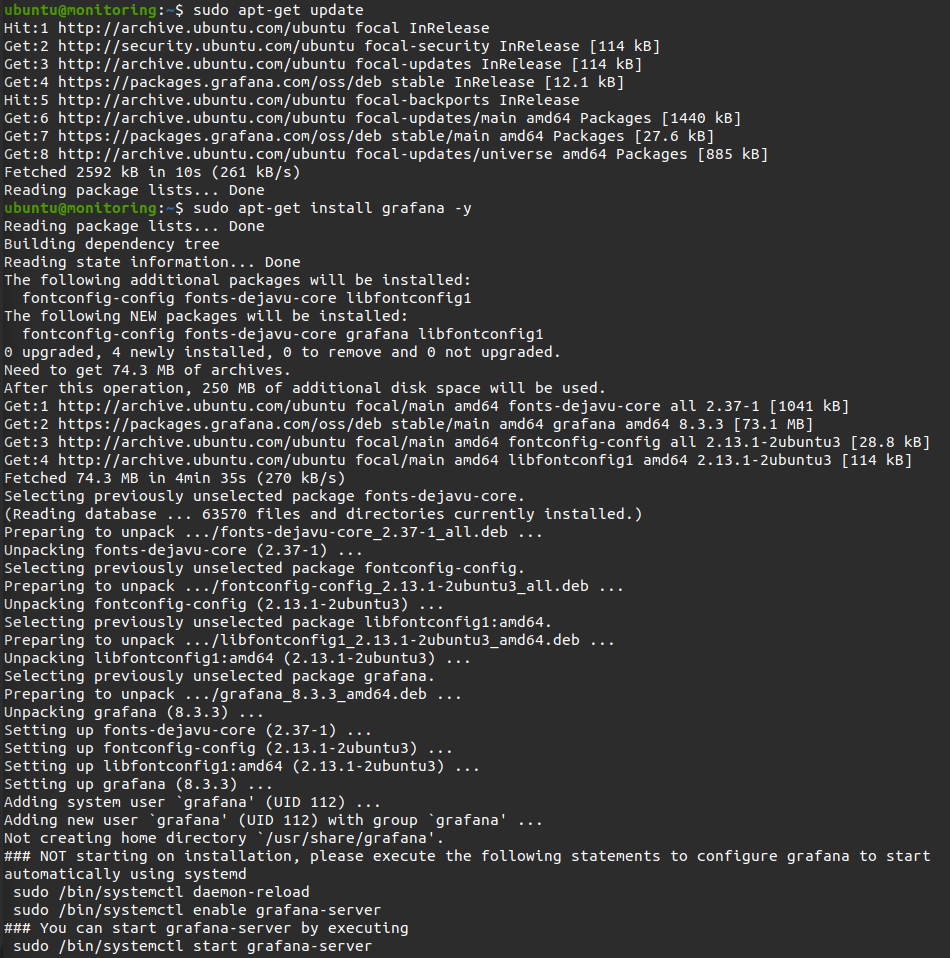 ubuntu@monitoring:~$ sudo apt-get update
Hit:1 http://archive.ubuntu.com/ubuntu focal InRelease
Get:2 http://security.ubuntu.com/ubuntu focal-security InRelease [114 kB]
Get:3 http://archive.ubuntu.com/ubuntu focal-updates InRelease [114 kB]
Get:4 https://packages.grafana.com/oss/deb stable InRelease [12.1 kB]
Hit:5 http://archive.ubuntu.com/ubuntu focal-backports InRelease
Get:6 http://archive.ubuntu.com/ubuntu focal-updates/main amd64 Packages [1440 kB]
Get:7 https://packages.grafana.com/oss/deb stable/main amd64 Packages [27.6 kB]
Get:8 http://archive.ubuntu.com/ubuntu focal-updates/universe amd64 Packages [885 kB]
Fetched 2592 kB in 10s (261 kB/s)
Reading package lists... Done
ubuntu@monitoring:~$ sudo apt-get install grafana -y
Reading package lists... Done
Building dependency tree
Reading state information... Done
The following additional packages will be installed:
  fontconfig-config fonts-dejavu-core libfontconfig1
The following NEW packages will be installed:
  fontconfig-config fonts-dejavu-core grafana libfontconfig1
0 upgraded, 4 newly installed, 0 to remove and 0 not upgraded.
Need to get 74.3 MB of archives.
After this operation, 250 MB of additional disk space will be used.
Get:1 http://archive.ubuntu.com/ubuntu focal/main amd64 fonts-dejavu-core all 2.37-1 [1041 kB]
Get:2 https://packages.grafana.com/oss/deb stable/main amd64 grafana amd64 8.3.3 [73.1 MB]
Get:3 http://archive.ubuntu.com/ubuntu focal/main amd64 fontconfig-config all 2.13.1-2ubuntu3 [28.8 kB]
Get:4 http://archive.ubuntu.com/ubuntu focal/main amd64 libfontconfig1 amd64 2.13.1-2ubuntu3 [114 kB]
Fetched 74.3 MB in 4min 35s (270 kB/s)
Selecting previously unselected package fonts-dejavu-core.
(Reading database ... 63570 files and directories currently installed.)
Preparing to unpack .../fonts-dejavu-core_2.37-1_all.deb ...
Unpacking fonts-dejavu-core (2.37-1) ...
Selecting previously unselected package fontconfig-config.
Preparing to unpack .../fontconfig-config_2.13.1-2ubuntu3_all.deb ...
Unpacking fontconfig-config (2.13.1-2ubuntu3) ...
Selecting previously unselected package libfontconfig1:amd64.
Preparing to unpack .../libfontconfig1_2.13.1-2ubuntu3_amd64.deb ...
Unpacking libfontconfig1:amd64 (2.13.1-2ubuntu3) ...
Selecting previously unselected package grafana.
Preparing to unpack .../grafana_8.3.3_amd64.deb ...
Unpacking grafana (8.3.3) ...
Setting up fonts-dejavu-core (2.37-1) ...
Setting up fontconfig-config (2.13.1-2ubuntu3) ...
Setting up libfontconfig1:amd64 (2.13.1-2ubuntu3) ...
Setting up grafana (8.3.3) ...
Adding system user `grafana' (UID 112) ...
Adding new user `grafana' (UID 112) with group `grafana' ...
Not creating home directory `/usr/share/grafana'.
### NOT starting on installation, please execute the following statements to configure grafana to start
automatically using systemd
 sudo /bin/systemctl daemon-reload
 sudo /bin/systemctl enable grafana-server
### You can start grafana-server by executing
 sudo /bin/systemctl start grafana-server